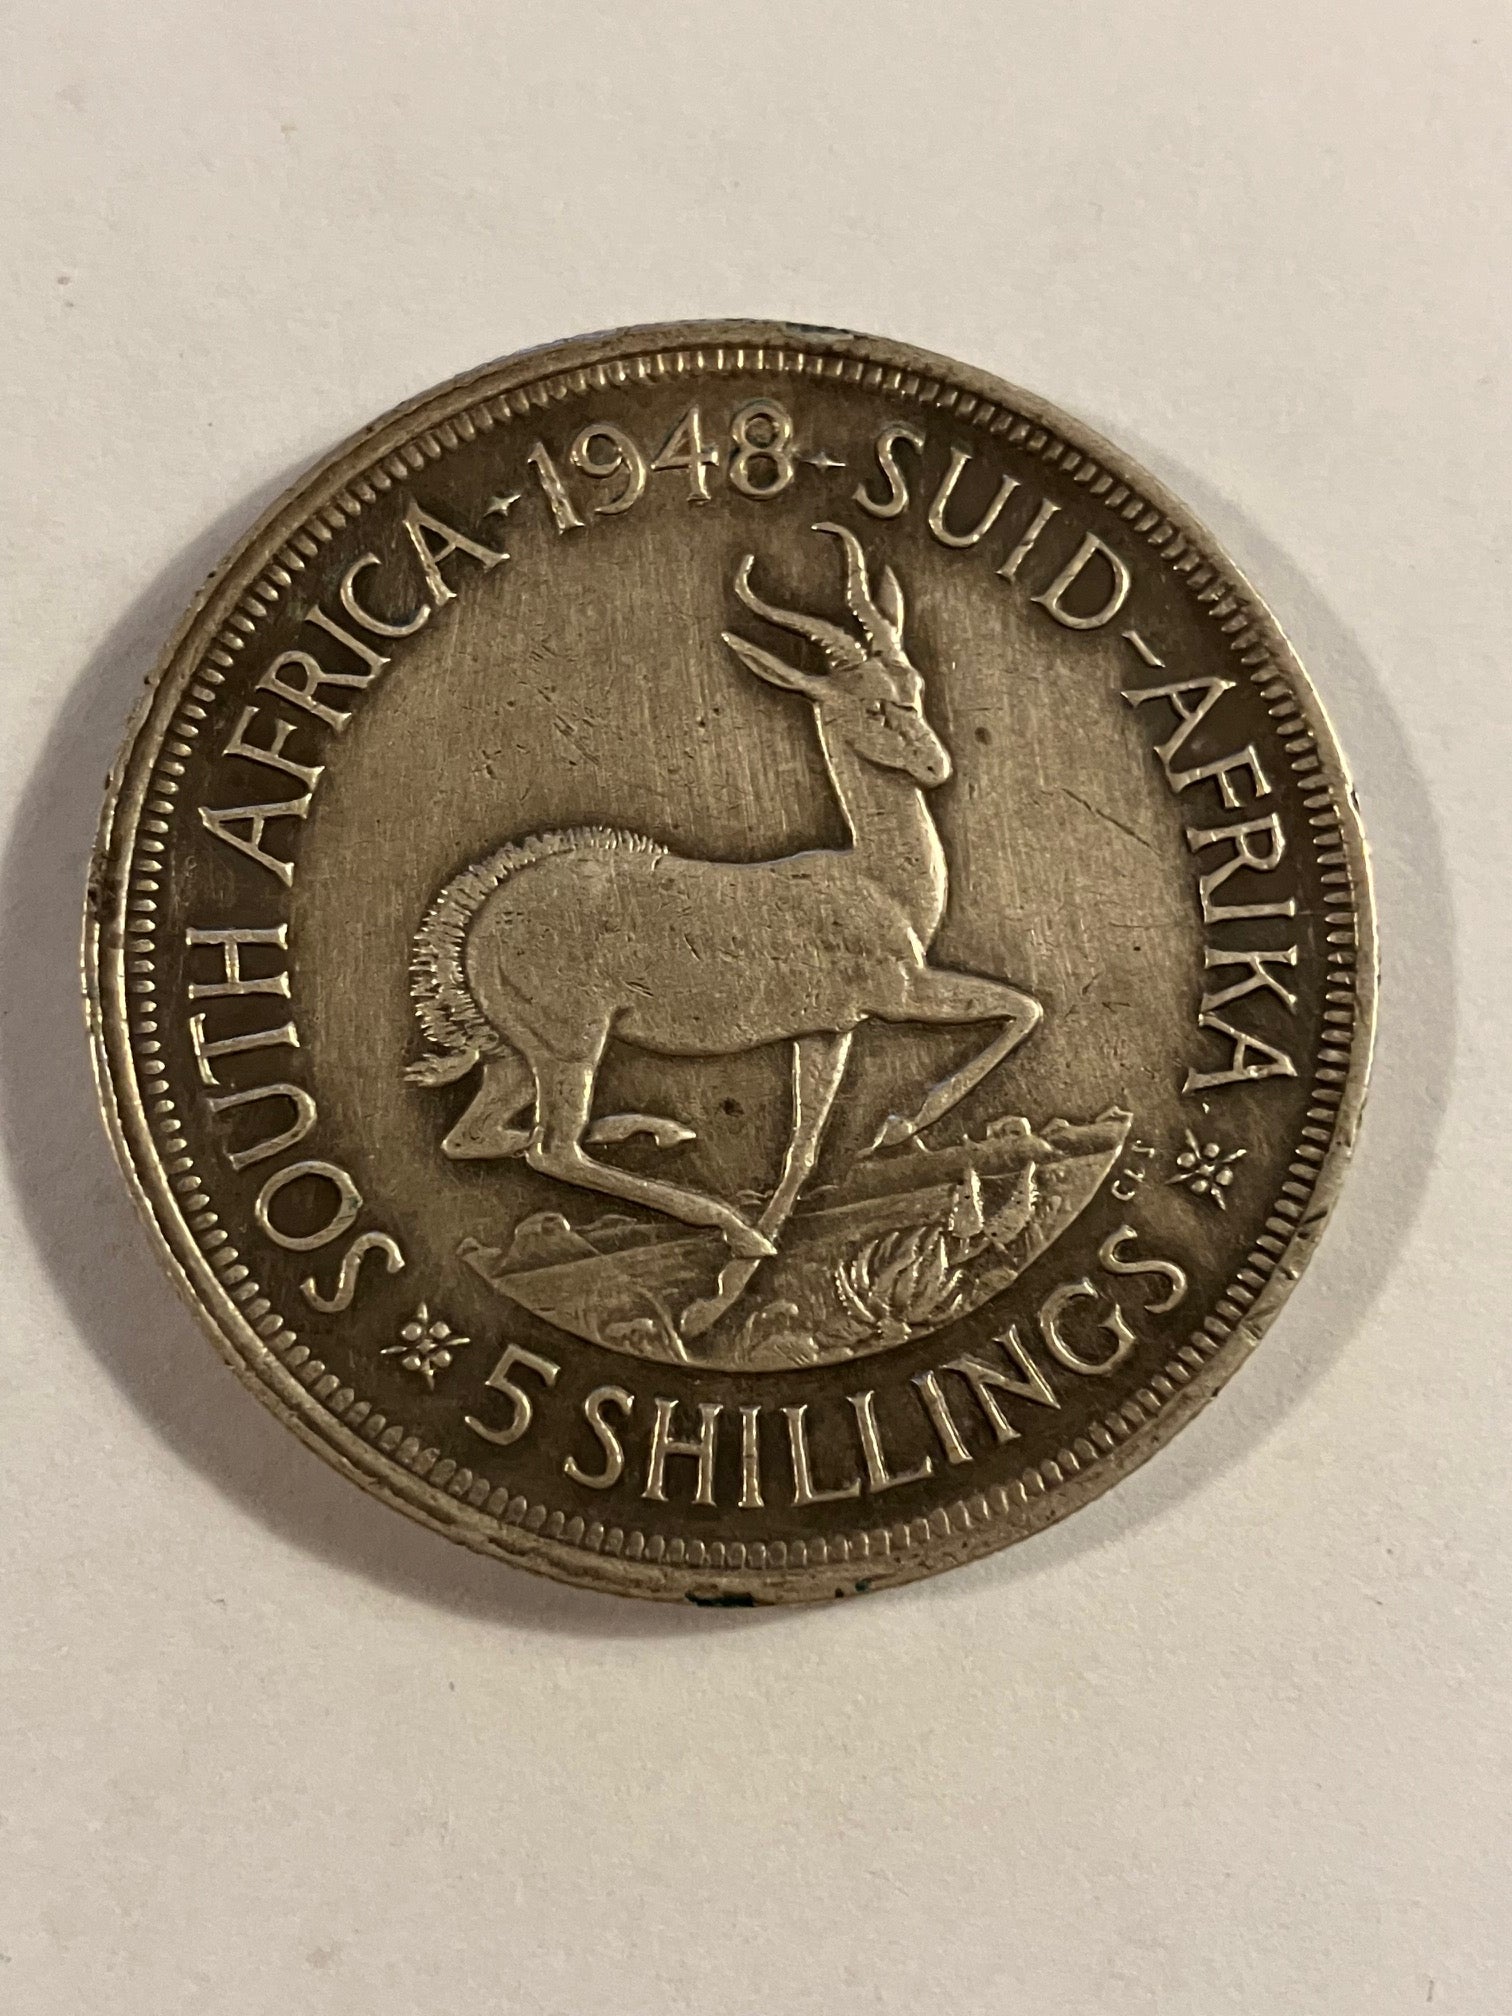 SOUTH AFRICA · 1948 · SUID-AFRIKA
5 SHILLINGS